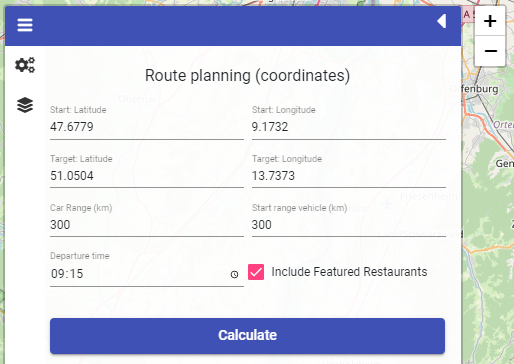 A 5
+
−
fenburg
Route planning (coordinates)
Start: Latitude
Start: Longitude
47.6779
9.1732
Target: Latitude
Target: Longitude
51.0504
13.7373
Car Range (km)
Start range vehicle (km)
300
300
Departure time
09:15
Include Featured Restaurants
Calculate
Orte
Gen